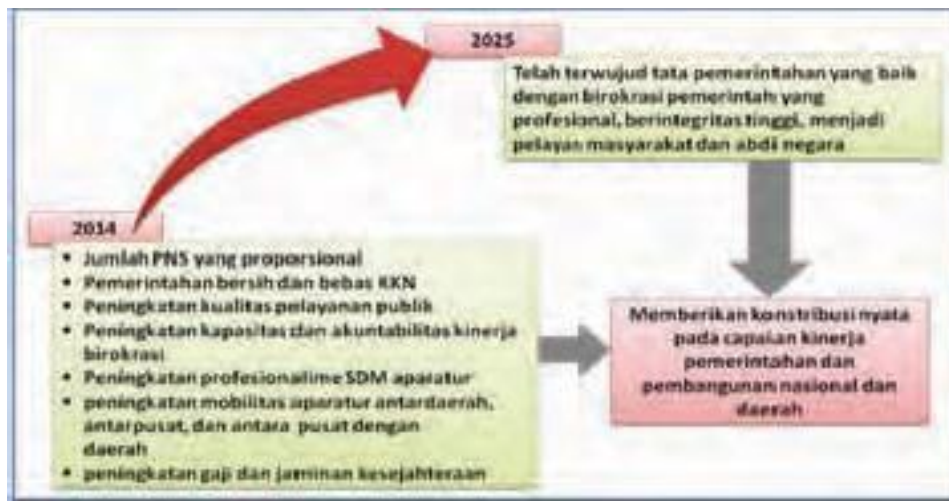 2025
Telah terwujud tata pemerintahan yang baik
dengan birokrasi pemerintah yang
profesional, berintegritas tinggi, menjadi
pelayan masyarakat dan abdi negara
2014
• Jumlah PNS yang proporsional
• Pemerintahan bersih dan bebas KKN
• Peningkatan kualitas pelayanan publik
• Peningkatan kapasitas dan akuntabilitas kinerja
birokrasi
• Peningkatan profesionalime SDM aparatur
• peningkatan mobilitas aparatur antardaerah,
antarpusat, dan antara pusat dengan
daerah
• peningkatan gaji dan jaminan kesejahteraan
Memberikan konstribusi nyata
pada capaian kinerja
pemerintahan dan
pembangunan nasional dan
daerah